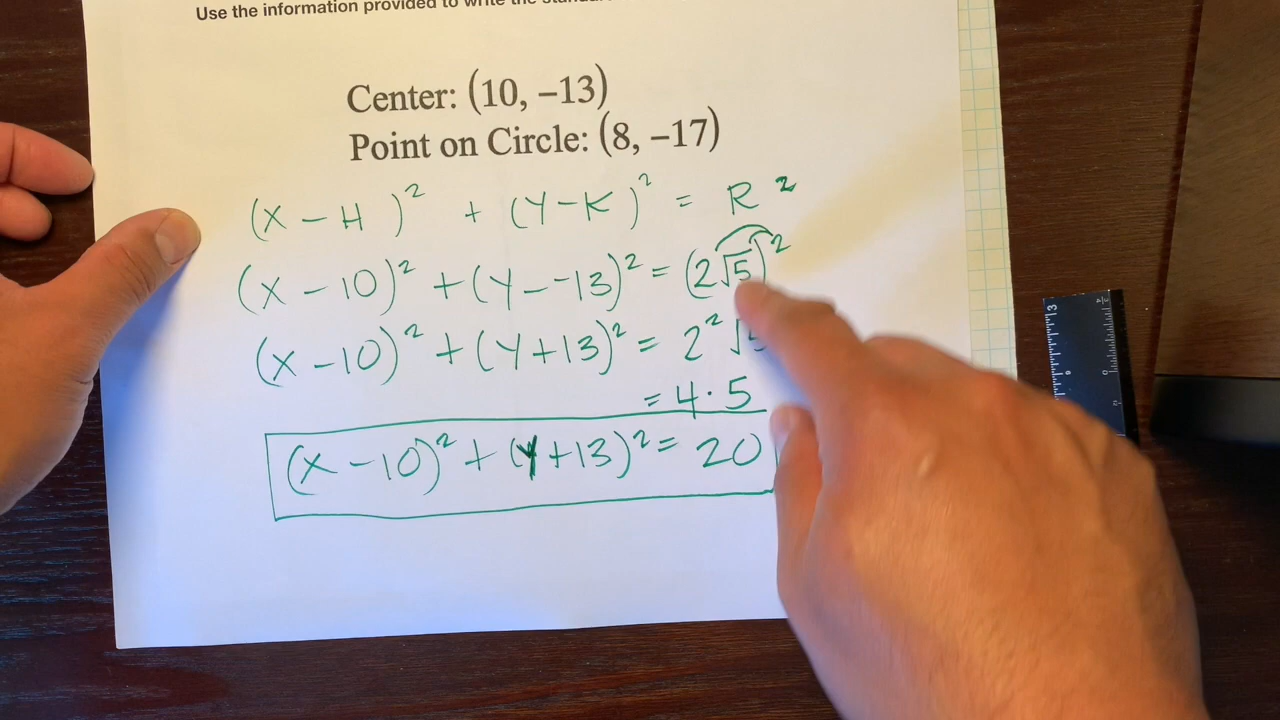 Use the information provided to write the
Center: (10, −13)
Point on Circle: (8, −17)
(X − H)² + (Y − K)² = R²
(X − 10)² + (Y − −13)² = (2√5)²
(X − 10)² + (Y + 13)² = 2² √5
= 4 · 5
(X − 10)² + (Y + 13)² = 20